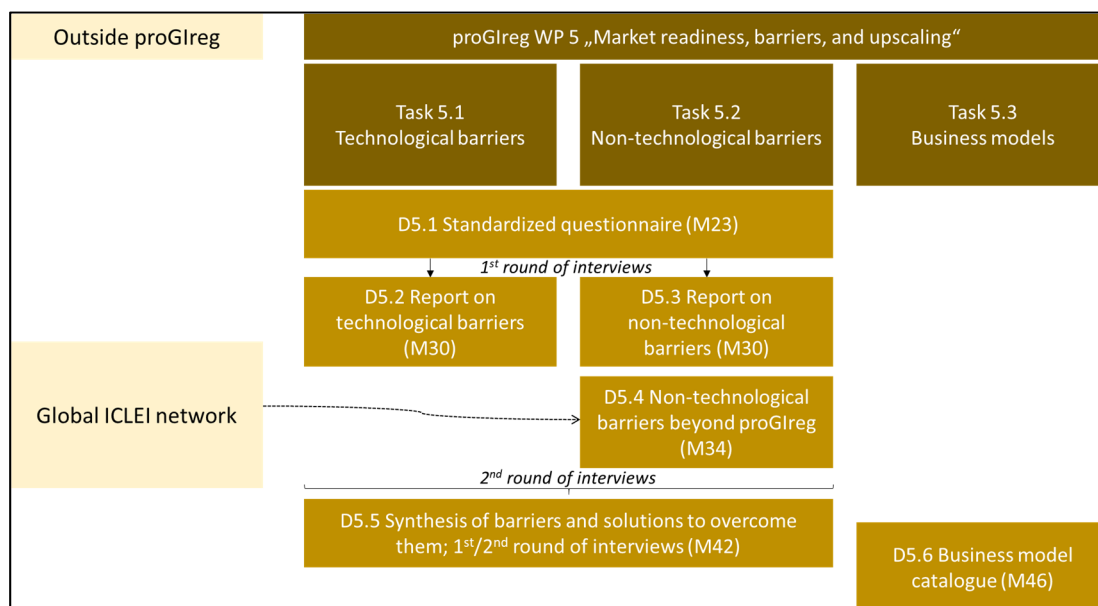 Outside proGIreg
proGIreg WP 5 „Market readiness, barriers, and upscaling“
Task 5.1
Technological barriers
Task 5.2
Non-technological barriers
Task 5.3
Business models
D5.1 Standardized questionnaire (M23)
1st round of interviews
D5.2 Report on
technological barriers
(M30)
D5.3 Report on
non-technological
barriers (M30)
Global ICLEI network
D5.4 Non-technological
barriers beyond proGIreg
(M34)
2nd round of interviews
D5.5 Synthesis of barriers and solutions to overcome
them; 1st/2nd round of interviews (M42)
D5.6 Business model
catalogue (M46)